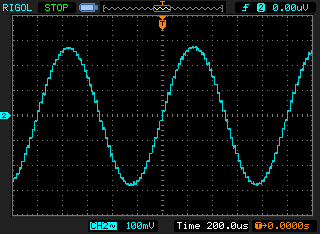 RIGOL STOP T f 2 0.00uV
T
2
CH2~ 100mV Time 200.0us T→0.0000s